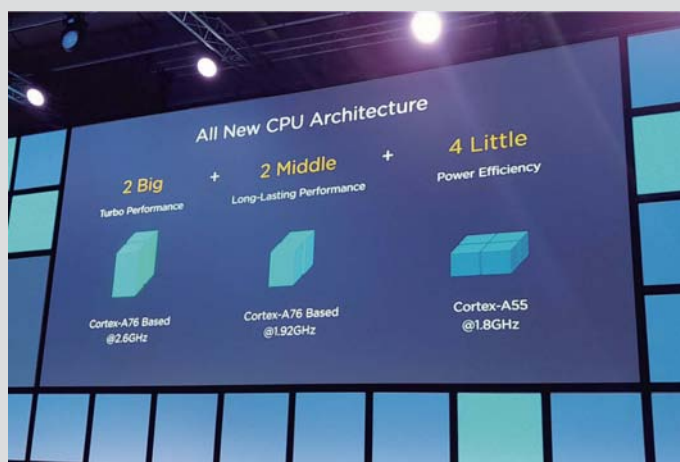 All New CPU Architecture
2 Big + 2 Middle + 4 Little
Turbo Performance Long-Lasting Performance Power Efficiency
Cortex-A76 Based Cortex-A76 Based Cortex-A55
@2.6GHz @1.92GHz @1.8GHz